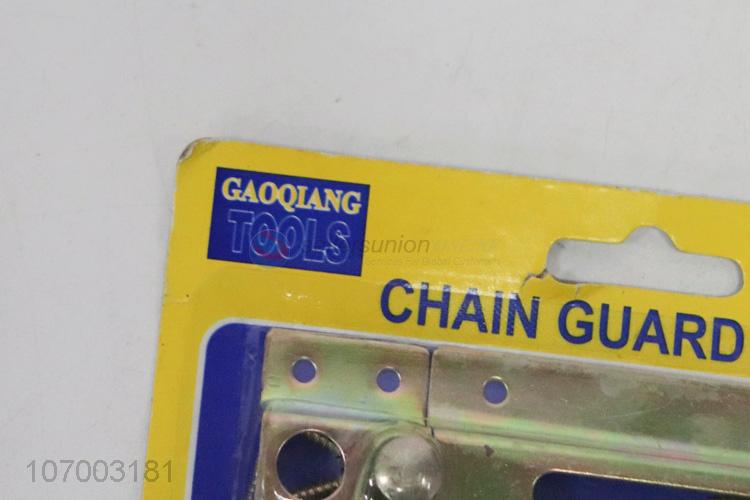 GAOQIANG
TOOLS
CHAIN GUARD
107003181